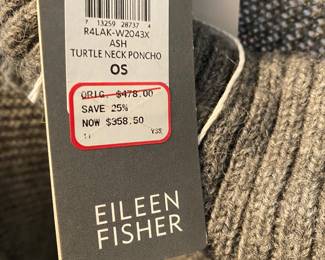 7 13259 28737 4
R4LAK-W2043X
ASH
TURTLE NECK PONCHO
OS
ORIG. $478.00
SAVE 25%
NOW $358.50
EILEEN
FISHER